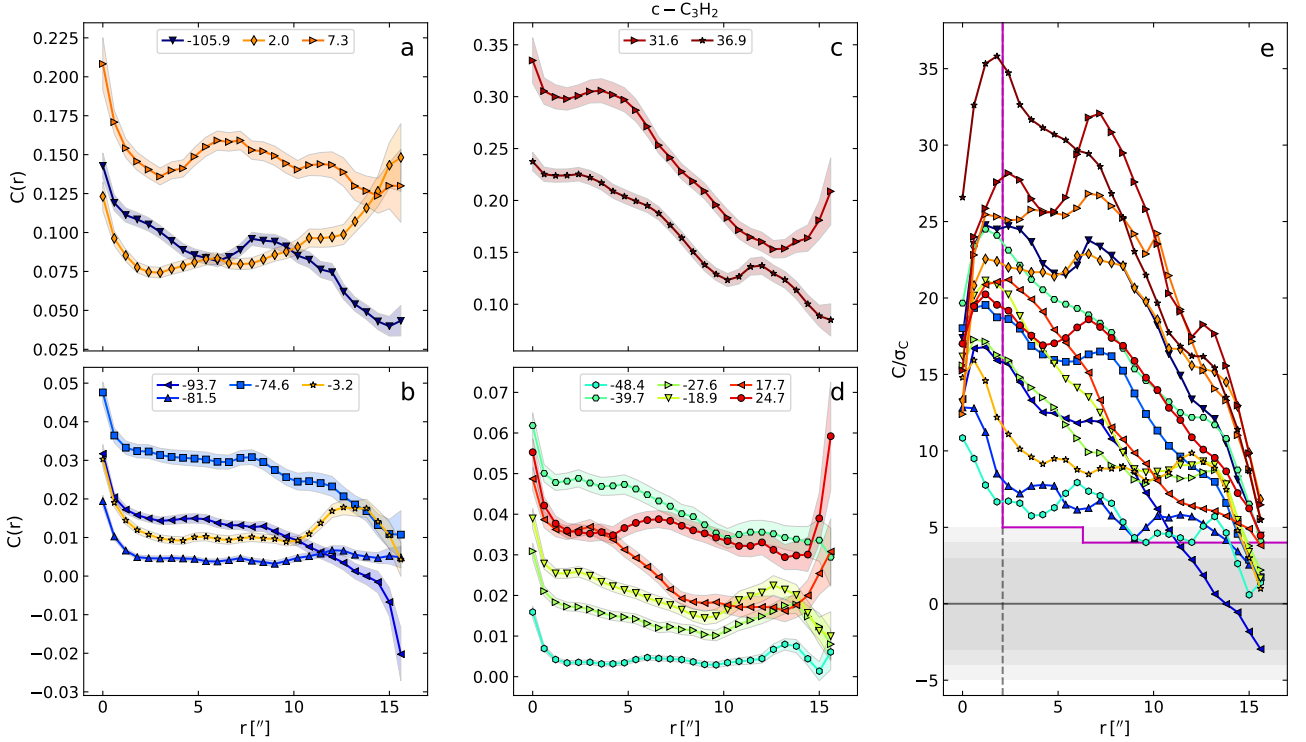 c − C₃H₂
-105.9 2.0 7.3
a
0.225
0.200
0.175
0.150
0.125
0.100
0.075
0.050
0.025
C(r)
31.6 36.9
c
0.35
0.30
0.25
0.20
0.15
0.10
-93.7 -74.6 -3.2
-81.5
b
0.05
0.04
0.03
0.02
0.01
0.00
−0.01
−0.02
−0.03
C(r)
0 5 10 15
r [′′]
-48.4 -27.6 17.7
-39.7 -18.9 24.7
d
0.07
0.06
0.05
0.04
0.03
0.02
0.01
0.00
0 5 10 15
r [′′]
e
35
30
25
20
15
10
5
0
−5
C/σ_C
0 5 10 15
r [′′]